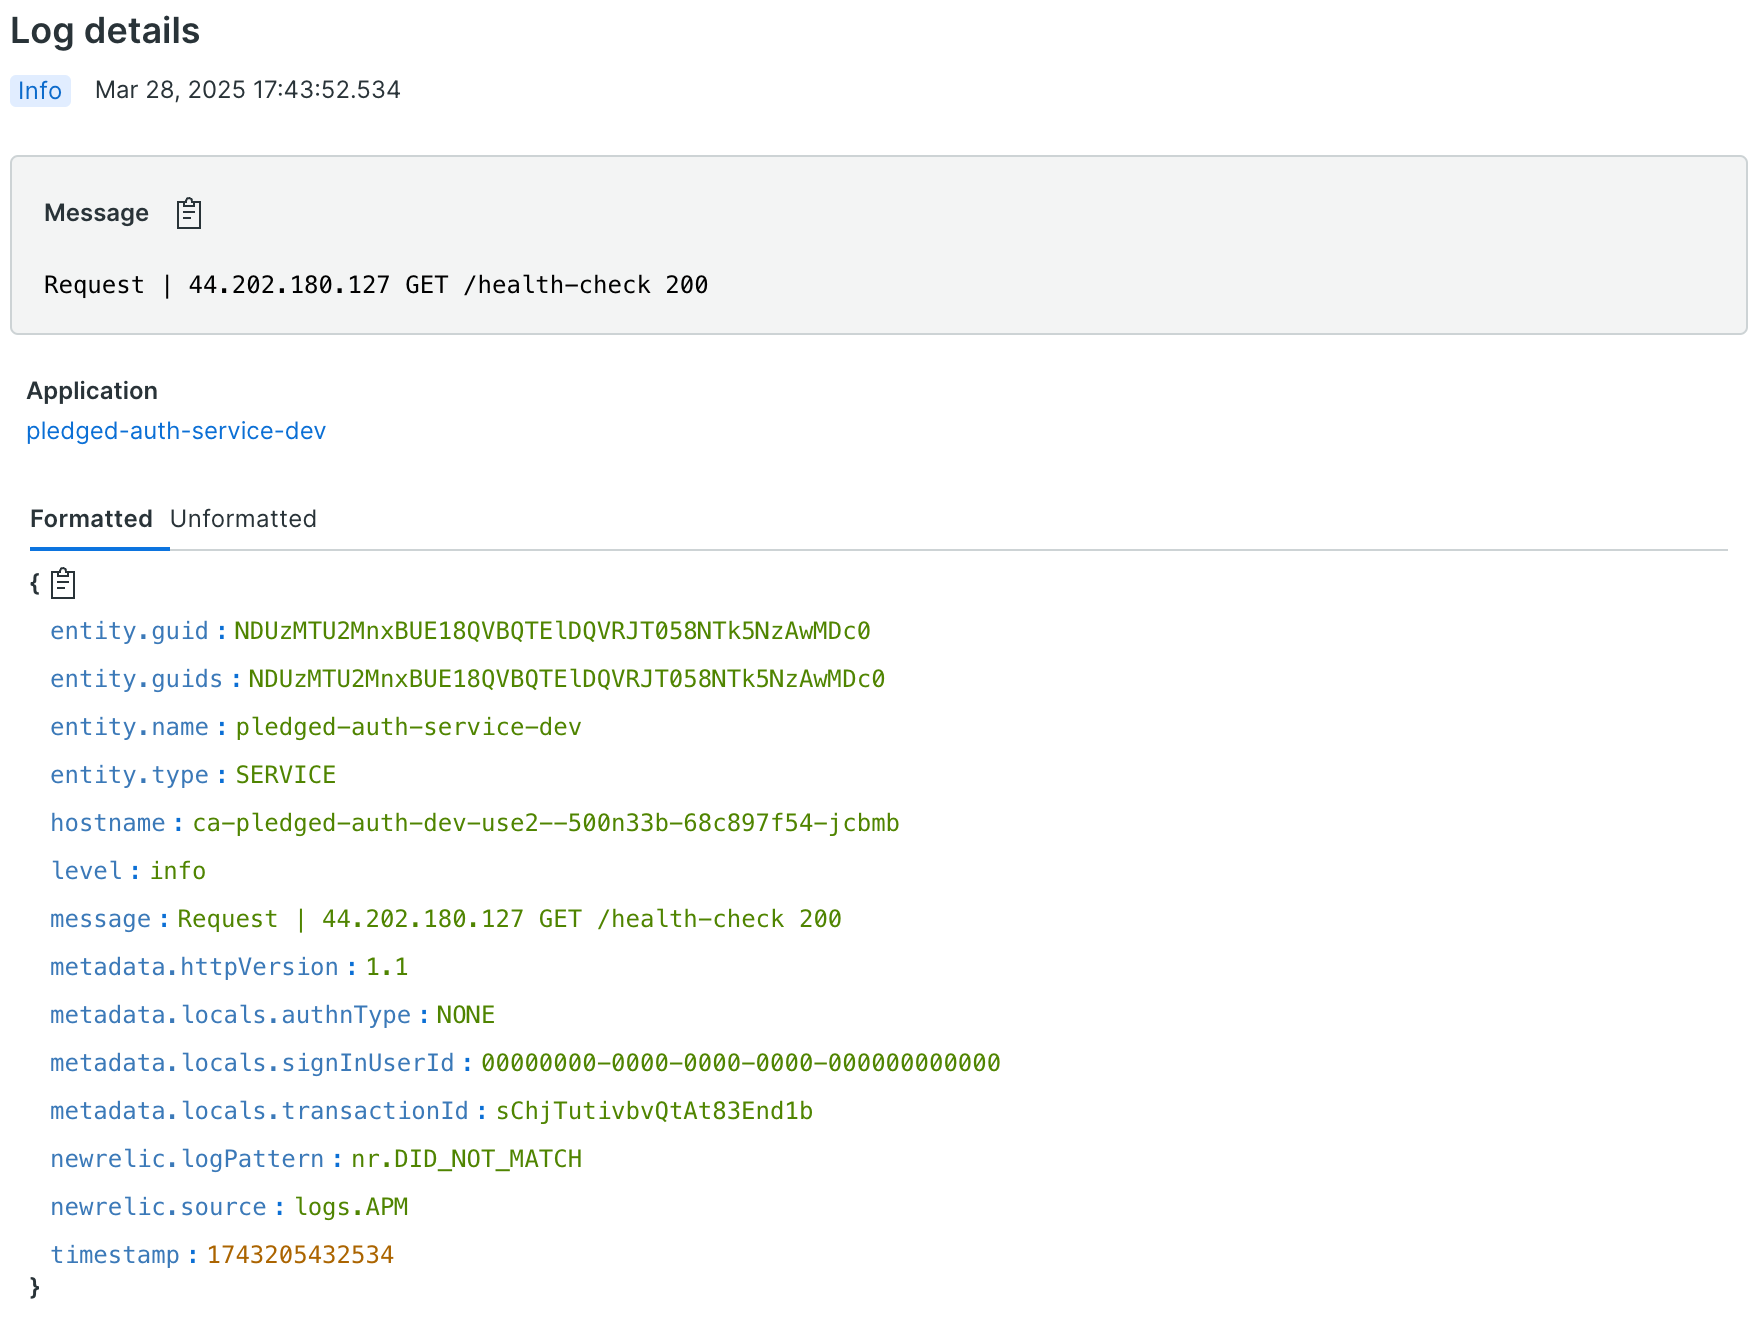 Log details
Info Mar 28, 2025 17:43:52.534
Message
Request | 44.202.180.127 GET /health-check 200
Application
pledged-auth-service-dev
Formatted Unformatted
{
entity.guid : NDUzMTU2MnxBUE18QVBQTElDQVRJT058NTk5NzAwMDc0
entity.guids : NDUzMTU2MnxBUE18QVBQTElDQVRJT058NTk5NzAwMDc0
entity.name : pledged-auth-service-dev
entity.type : SERVICE
hostname : ca-pledged-auth-dev-use2--500n33b-68c897f54-jcbmb
level : info
message : Request | 44.202.180.127 GET /health-check 200
metadata.httpVersion : 1.1
metadata.locals.authnType : NONE
metadata.locals.signInUserId : 00000000-0000-0000-0000-000000000000
metadata.locals.transactionId : sChjTutivbvQtAt83End1b
newrelic.logPattern : nr.DID_NOT_MATCH
newrelic.source : logs.APM
timestamp : 1743205432534
}